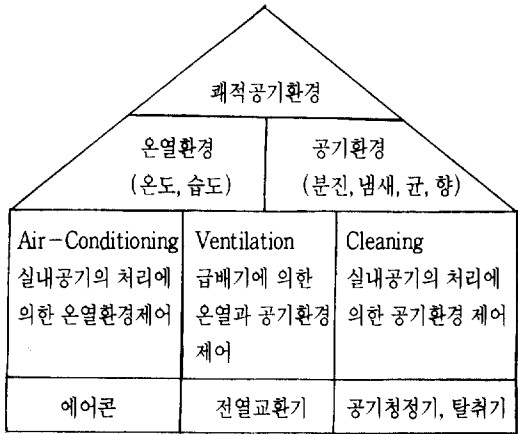 쾌적공기환경
온열환경
(온도, 습도)
공기환경
(분진, 냄새, 균, 향)
Air-Conditioning
실내공기의 처리에
의한 온열환경제어
Ventilation
급배기에 의한
온열과 공기환경
제어
Cleaning
실내공기의 처리에
의한 공기환경 제어
에어콘
전열교환기
공기청정기, 탈취기